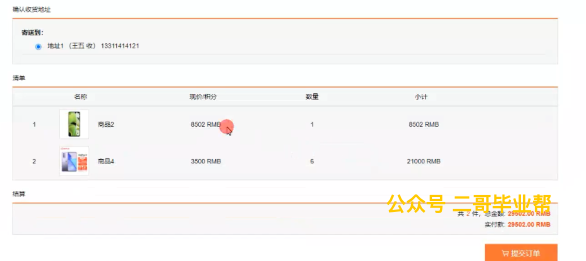 确认收货地址
寄送到:
地址1 (王五 收) 13311414121
清单
名称 现价/积分 数量 小计
1 商品2 8502 RMB 1 8502 RMB
2 商品4 3500 RMB 6 21000 RMB
结算
公众号 二哥毕业帮
共 2 件, 总金额: 29502.00 RMB
实付款: 29502.00 RMB
提交订单